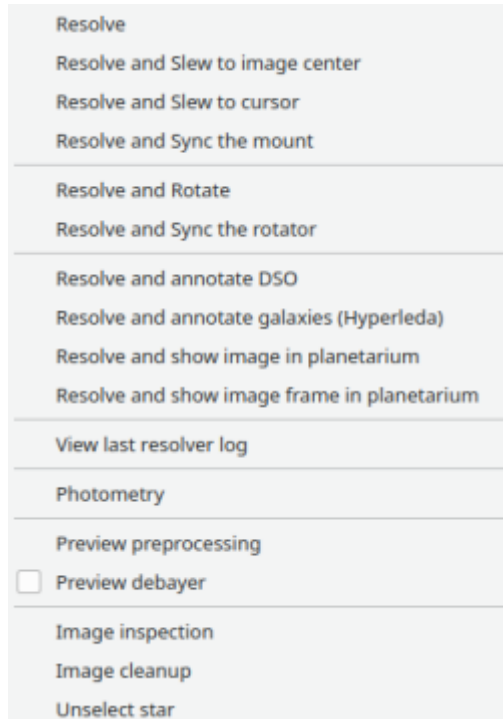 Resolve
Resolve and Slew to image center
Resolve and Slew to cursor
Resolve and Sync the mount
Resolve and Rotate
Resolve and Sync the rotator
Resolve and annotate DSO
Resolve and annotate galaxies (Hyperleda)
Resolve and show image in planetarium
Resolve and show image frame in planetarium
View last resolver log
Photometry
Preview preprocessing
Preview debayer
Image inspection
Image cleanup
Unselect star